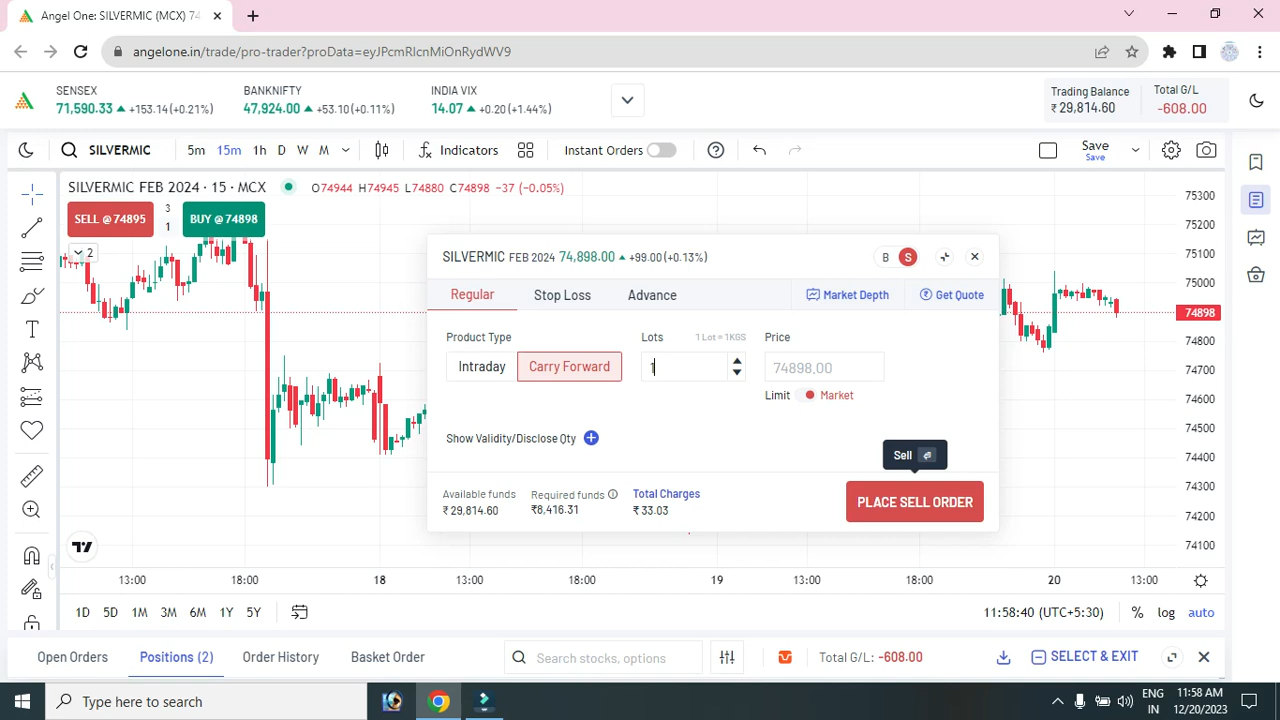 Angel One: SILVERMIC (MCX) 74
angelone.in/trade/pro-trader?proData=eyJPcmRlcnMiOnRydWV9
SENSEX
71,590.33 +153.14 (+0.21%)
BANKNIFTY
47,924.00 +53.10 (+0.11%)
INDIA VIX
14.07 +0.20 (+1.44%)
Trading Balance
₹ 29,814.60
Total G/L
-608.00
SILVERMIC 5m 15m 1h D W M Indicators Instant Orders Save
Save
SILVERMIC FEB 2024 · 15 · MCX O74944 H74945 L74880 C74898 -37 (-0.05%)
SELL @ 74895 3 BUY @ 74898
1
2
SILVERMIC FEB 2024 74,898.00 +99.00 (+0.13%) B S
Regular Stop Loss Advance Market Depth Get Quote
Product Type Lots 1 Lot = 1KGS Price
Intraday Carry Forward 1 74898.00
Limit Market
Show Validity/Disclose Qty
Sell
Available funds Required funds Total Charges
₹ 29,814.60 ₹8,416.31 ₹ 33.03
PLACE SELL ORDER
75300
75200
75100
75000
74898
74800
74700
74600
74500
74400
74300
74200
74100
13:00 18:00 18 13:00 18:00 19 13:00 18:00 20 13:00
1D 5D 1M 3M 6M 1Y 5Y 11:58:40 (UTC+5:30) % log auto
Open Orders Positions (2) Order History Basket Order Search stocks, options Total G/L: -608.00 SELECT & EXIT
Type here to search
ENG
IN
11:58 AM
12/20/2023